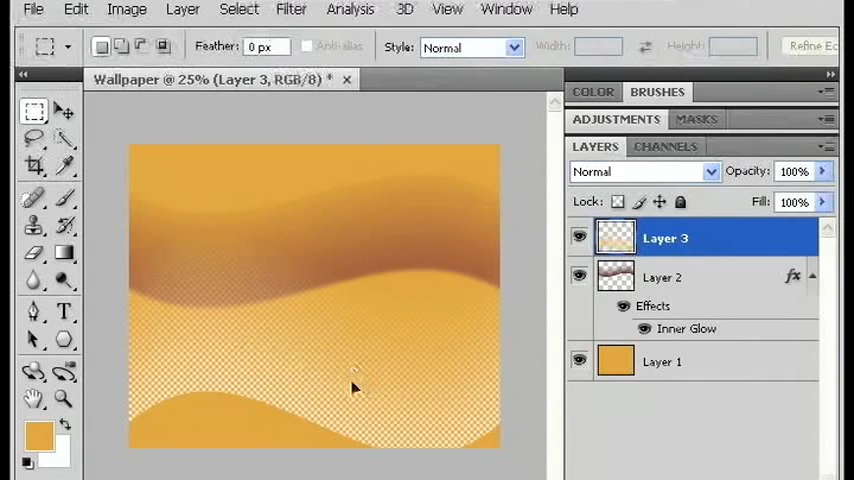 File Edit Image Layer Select Filter Analysis 3D View Window Help
Feather: 0 px Anti-alias Style: Normal Width: Height: Refine
Wallpaper @ 25% (Layer 3, RGB/8) * ×
COLOR BRUSHES
ADJUSTMENTS MASKS
LAYERS CHANNELS
Normal Opacity: 100%
Lock: Fill: 100%
Layer 3
Layer 2 fx
Effects
Inner Glow
Layer 1